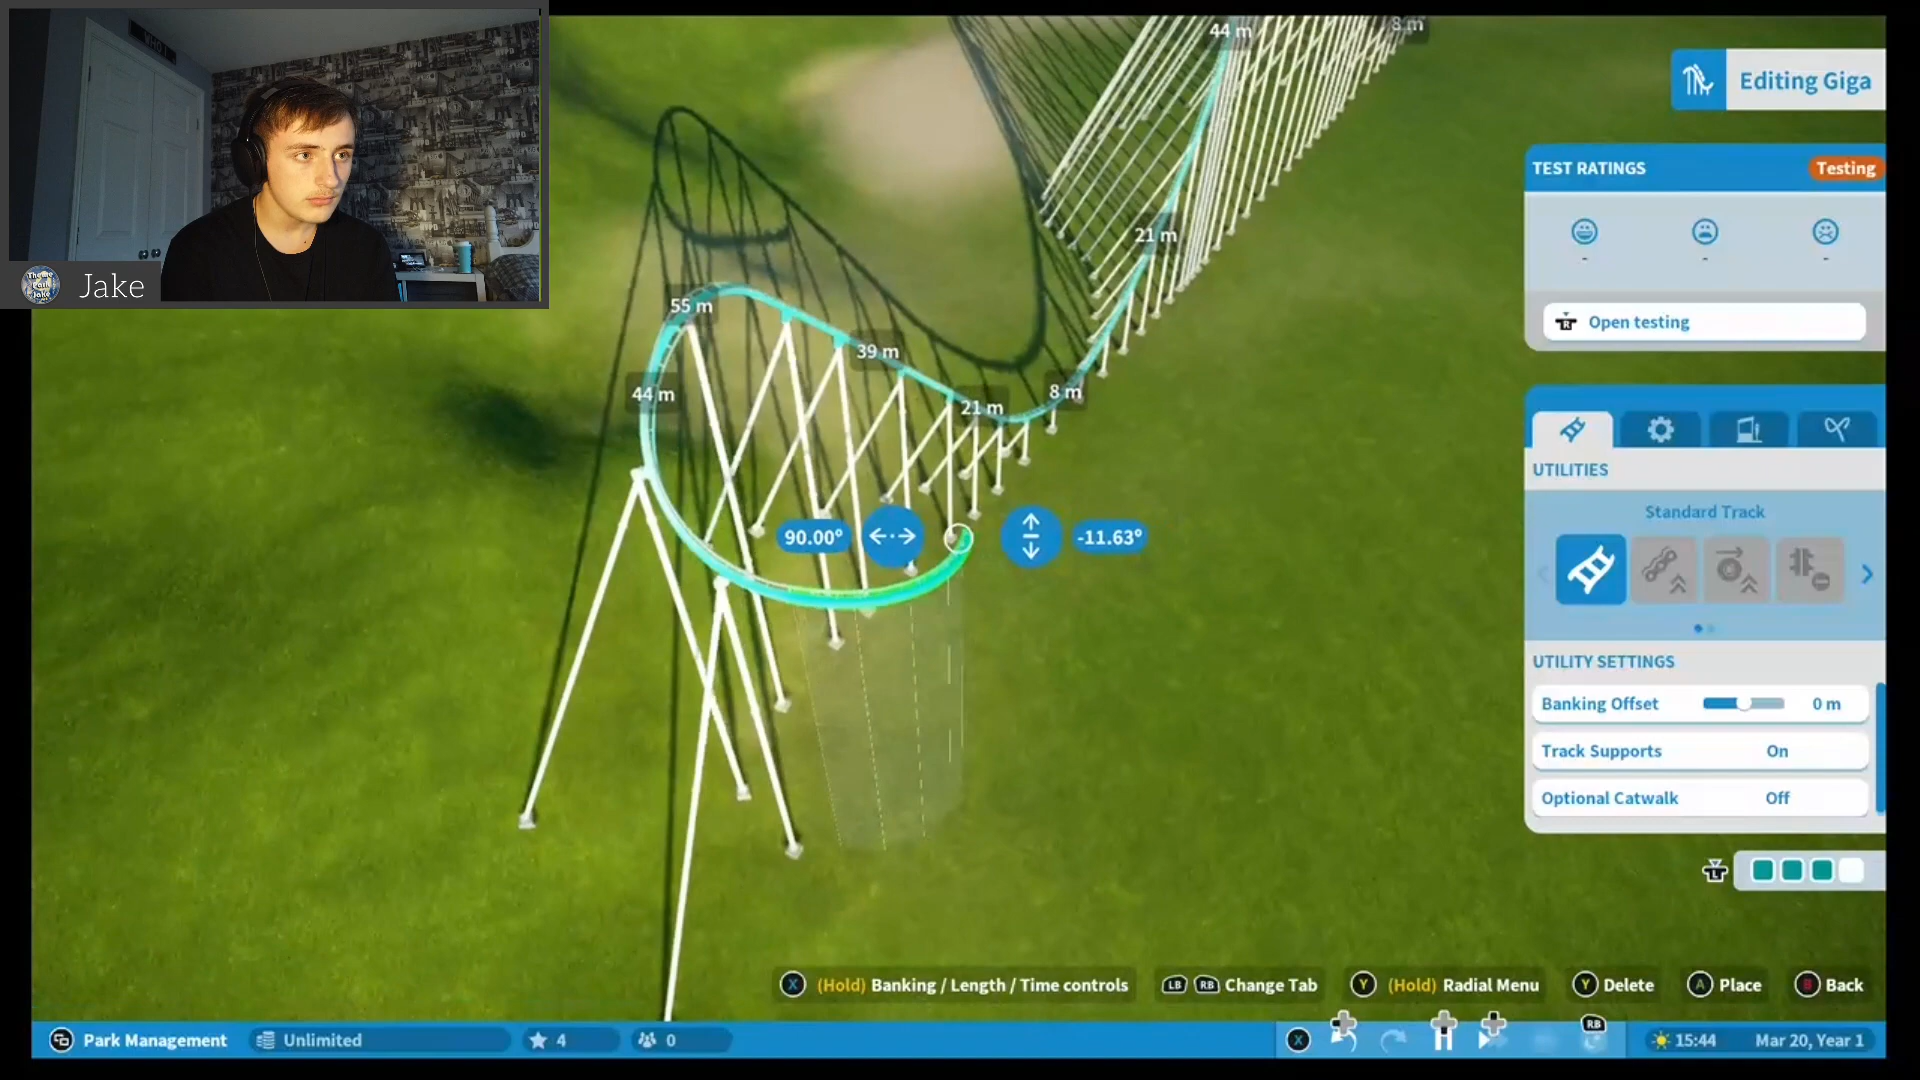 44 m
8 m
Editing Giga
TEST RATINGS
Testing
-
-
-
Open testing
Jake
21 m
55 m
39 m
44 m
21 m
8 m
UTILITIES
Standard Track
90.00°
-11.63°
UTILITY SETTINGS
Banking Offset 0 m
Track Supports On
Optional Catwalk Off
L
X (Hold) Banking / Length / Time controls
LB RB Change Tab
Y (Hold) Radial Menu
Y Delete
A Place
B Back
Park Management
Unlimited
4
0
X
RB
15:44
Mar 20, Year 1